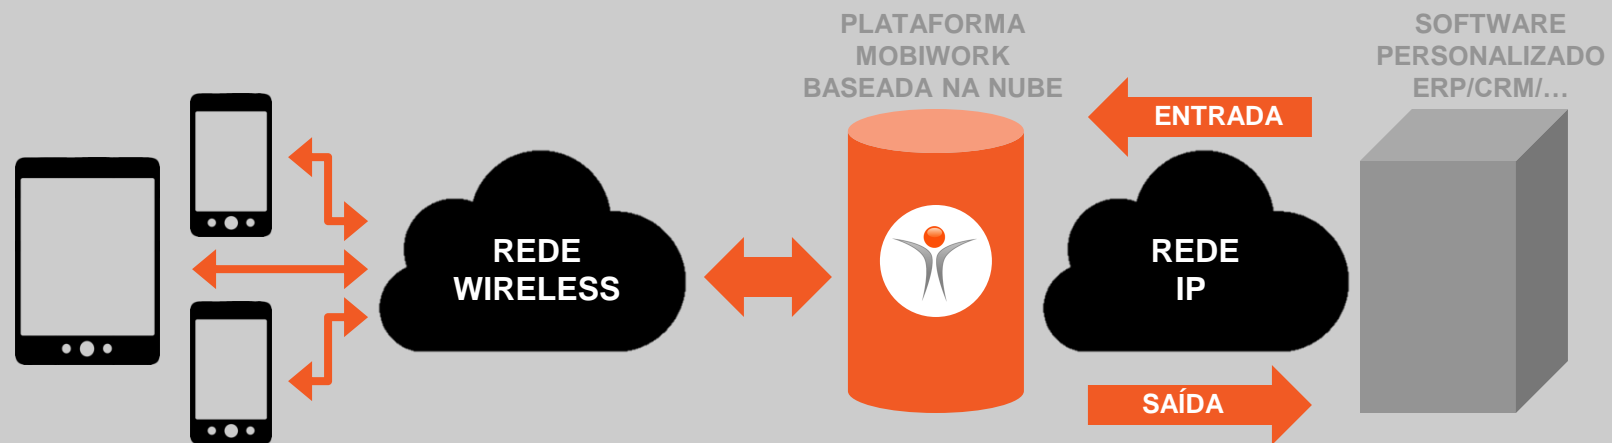 PLATAFORMA
MOBIWORK
BASEADA NA NUBE
SOFTWARE
PERSONALIZADO
ERP/CRM/…
ENTRADA
REDE
WIRELESS
REDE
IP
SAÍDA